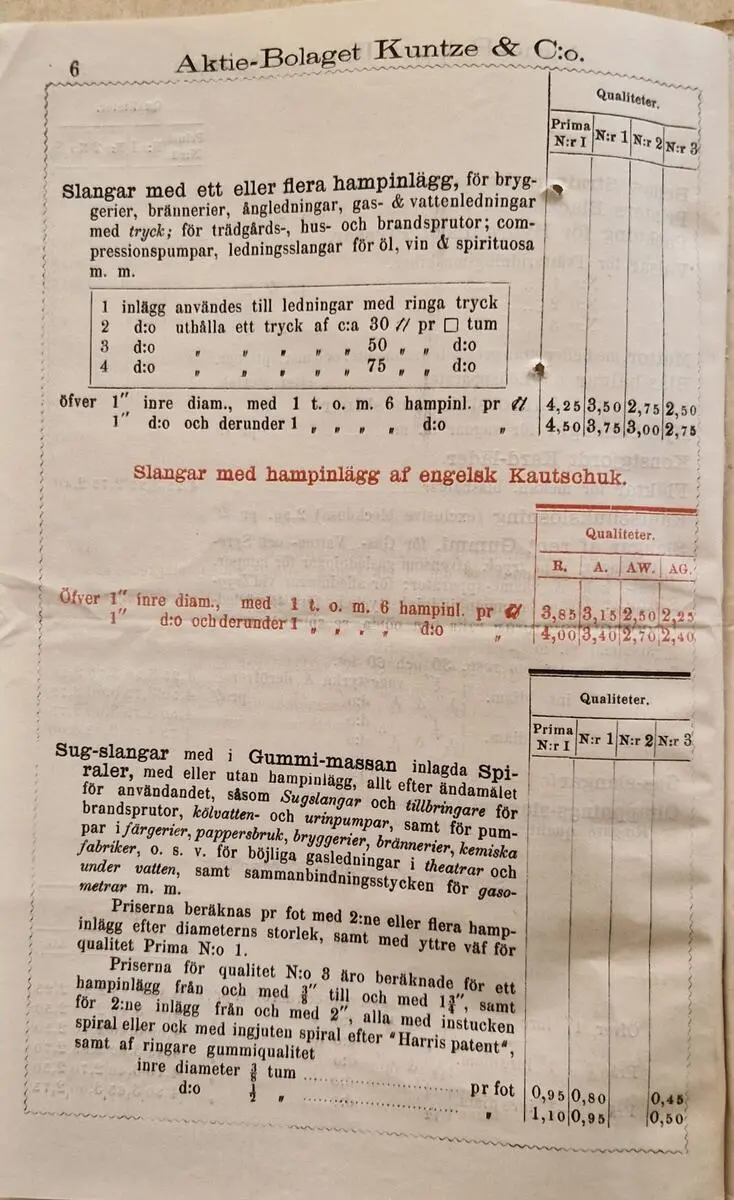 6
Aktie-Bolaget Kuntze & C:o.
Qualiteter.
Prima N:r I | N:r 1 | N:r 2 | N:r 3
Slangar med ett eller flera hampinlägg, för bryg-
gerier, brännerier, ångledningar, gas- & vattenledningar
med tryck; för trädgårds-, hus- och brandsprutor; com-
pressionspumpar, ledningsslangar för öl, vin & spirituosa
m. m.
1 inlägg användes till ledningar med ringa tryck
2 d:o uthålla ett tryck af c:a 30 ℔ pr □ tum
3 d:o „ „ „ „ „ 50 „ „ d:o
4 d:o „ „ „ „ „ 75 „ „ d:o
öfver 1" inre diam., med 1 t. o. m. 6 hampinl. pr ℔ 4,25 3,50 2,75 2,50
1" d:o och derunder 1 „ „ „ „ d:o „ 4,50 3,75 3,00 2,75
Slangar med hampinlägg af engelsk Kautschuk.
Qualiteter.
R. | A. | AW. | AG.
Öfver 1" inre diam., med 1 t. o. m. 6 hampinl. pr ℔ 3,85 3,15 2,50 2,25
1" d:o och derunder 1 „ „ „ „ d:o „ 4,00 3,40 2,70 2,40
Qualiteter.
Prima N:r I | N:r 1 | N:r 2 | N:r 3
Sug-slangar med i Gummi-massan inlagda Spi-
raler, med eller utan hampinlägg, allt efter ändamålet
för användandet, såsom Sugslangar och tillbringare för
brandsprutor, kölvatten- och urinpumpar, samt för pum-
par i färgerier, pappersbruk, bryggerier, brännerier, kemiska
fabriker, o. s. v. för böjliga gasledningar i theatrar och
under vatten, samt sammanbindningsstycken för gaso-
metrar m. m.
Priserna beräknas pr fot med 2:ne eller flera hamp-
inlägg efter diameterns storlek, samt med yttre väf för
qualitet Prima N:o 1.
Priserna för qualitet N:o 3 äro beräknade för ett
hampinlägg från och med ⅜" till och med 1¾", samt
för 2:ne inlägg från och med 2", alla med instucken
spiral eller ock med ingjuten spiral efter "Harris patent",
samt af ringare gummiqualitet
inre diameter ⅜ tum .......... pr fot 0,95 0,80 0,45
d:o ½ „ .......... „ 1,10 0,95 0,50